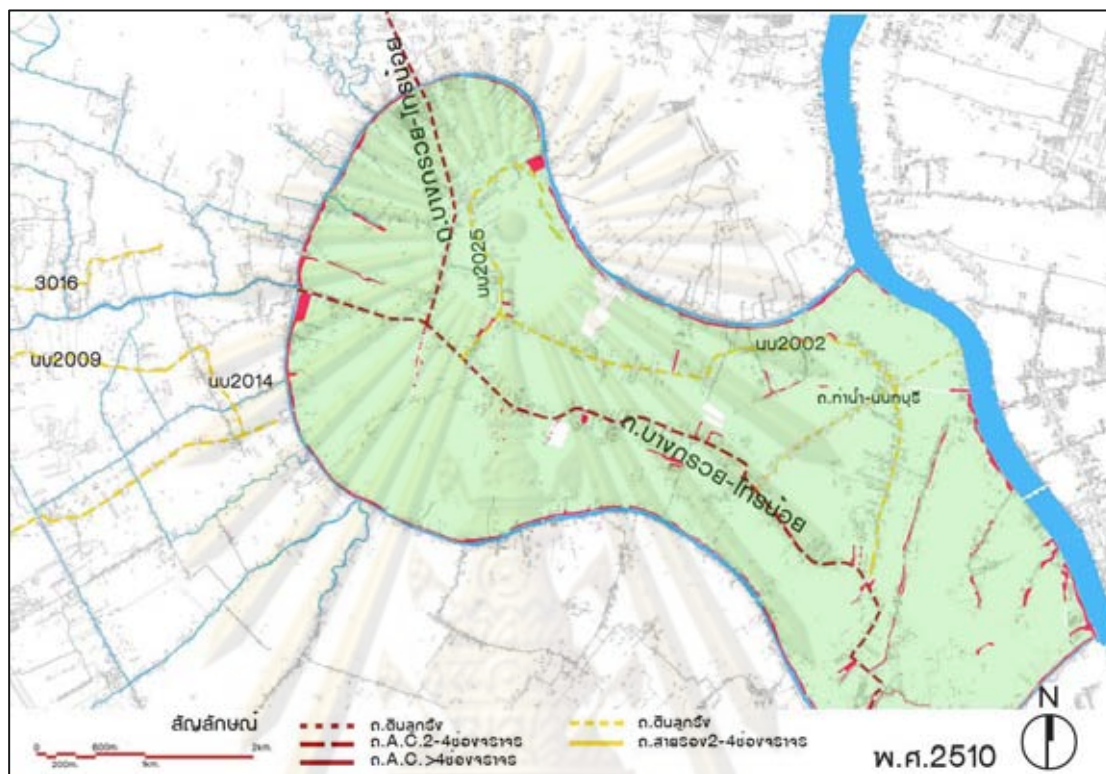 ถ.บางกรวย-ไทรน้อย
นบ2025
3016
นบ2009
นบ2014
นบ2002
ถ.ท่าน้ำ-นนทบุรี
ถ.บางกรวย-ไทรน้อย
สัญลักษณ์
0 600m. 2km.
200m. 1km.
ถ.ดินลูกรัง
ถ.A.C.2-4ช่องจราจร
ถ.A.C.>4ช่องจราจร
ถ.ดินลูกรัง
ถ.สายรอง2-4ช่องจราจร
พ.ศ.2510
N